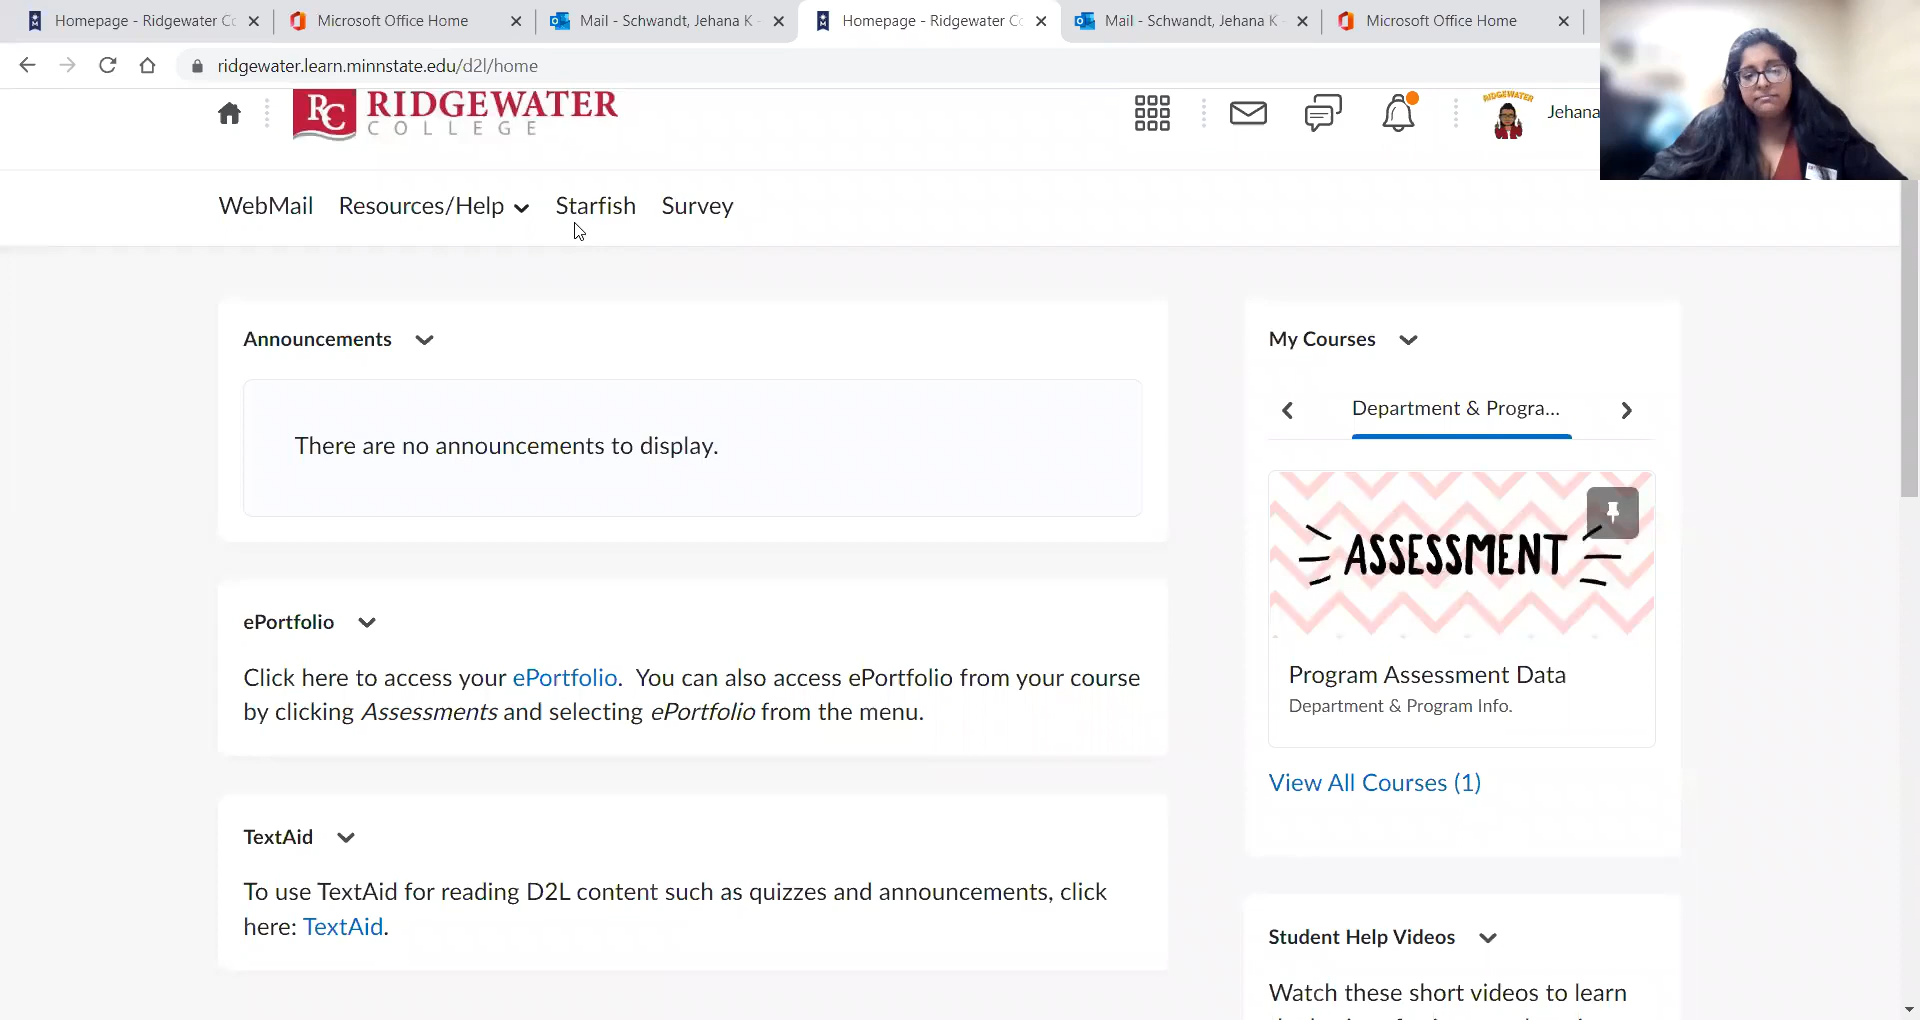 Homepage - Ridgewater Co
Microsoft Office Home
Mail - Schwandt, Jehana K -
Homepage - Ridgewater Co
Mail - Schwandt, Jehana K
Microsoft Office Home
ridgewater.learn.minnstate.edu/d2l/home
RC RIDGEWATER
COLLEGE
RIDGEWATER
Jehana
WebMail Resources/Help Starfish Survey
Announcements
There are no announcements to display.
ePortfolio
Click here to access your ePortfolio. You can also access ePortfolio from your course
by clicking Assessments and selecting ePortfolio from the menu.
TextAid
To use TextAid for reading D2L content such as quizzes and announcements, click
here: TextAid.
My Courses
Department & Progra...
ASSESSMENT
Program Assessment Data
Department & Program Info.
View All Courses (1)
Student Help Videos
Watch these short videos to learn